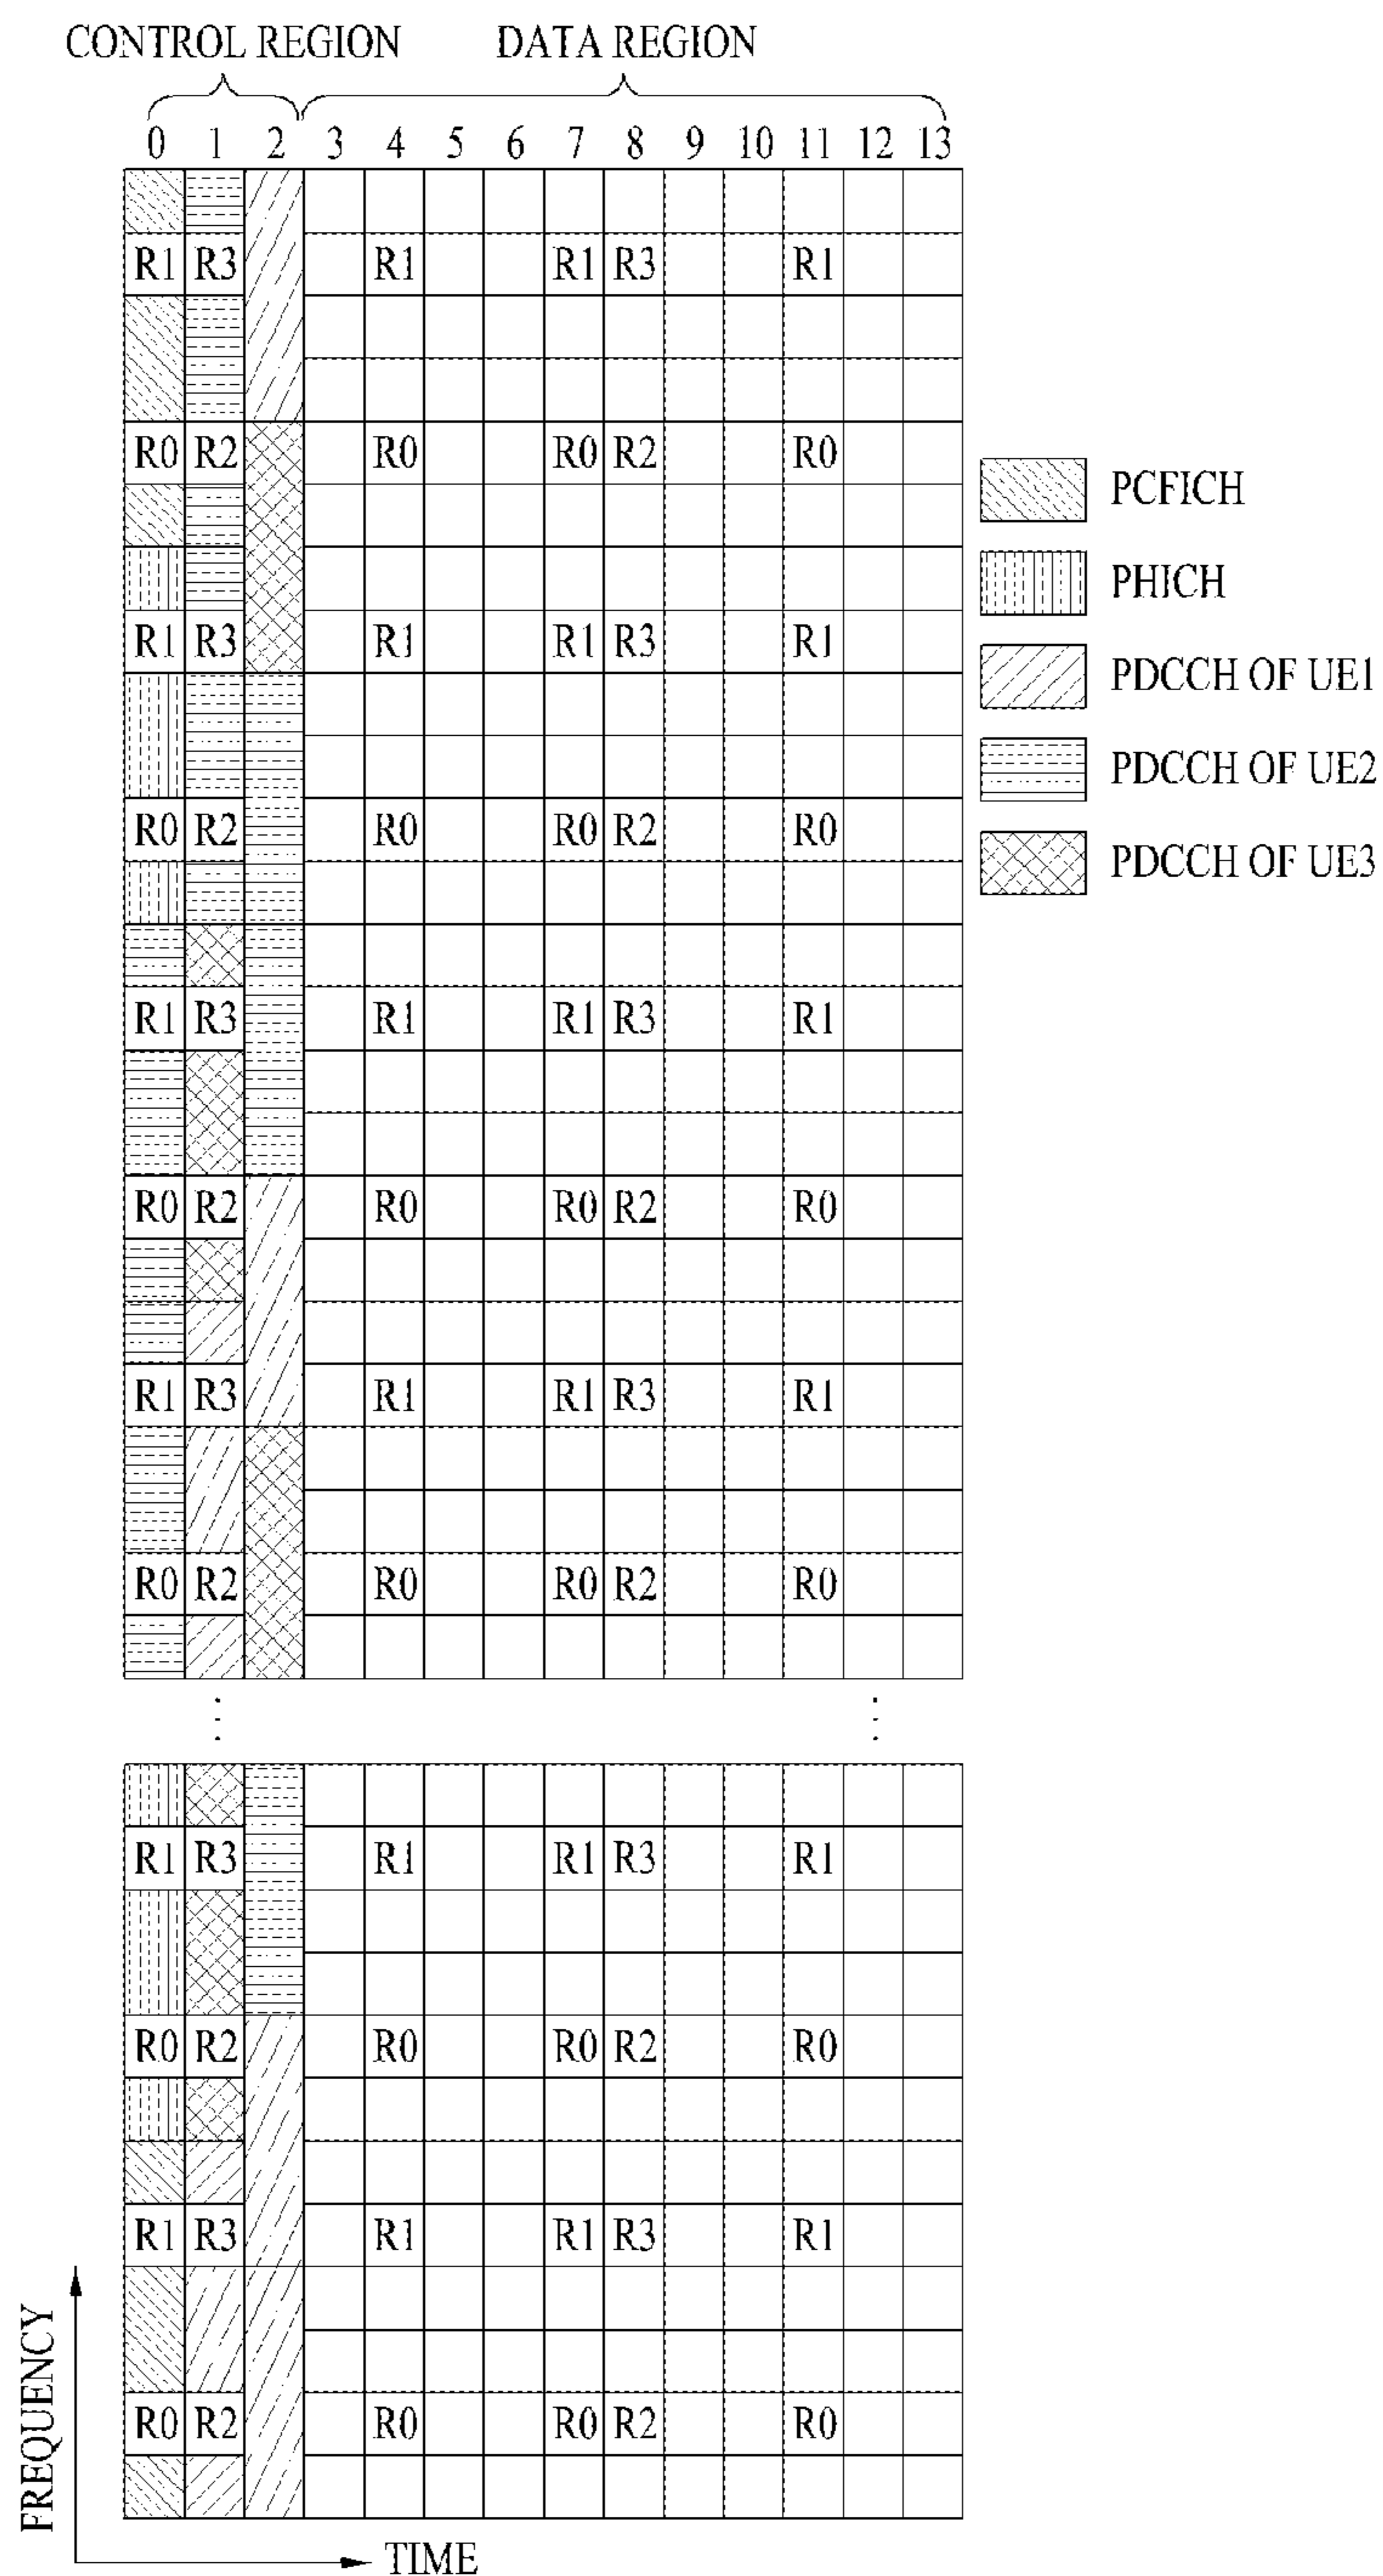 CONTROL REGION DATA REGION
0 1 2 3 4 5 6 7 8 9 10 11 12 13
R1 R3 R1 R1 R3 R1
R0 R2 R0 R0 R2 R0
PCFICH
PHICH
R1 R3 R1 R1 R3 R1
PDCCH OF UE1
PDCCH OF UE2
R0 R2 R0 R0 R2 R0
PDCCH OF UE3
R1 R3 R1 R1 R3 R1
R0 R2 R0 R0 R2 R0
R1 R3 R1 R1 R3 R1
R0 R2 R0 R0 R2 R0
R1 R3 R1 R1 R3 R1
R0 R2 R0 R0 R2 R0
R1 R3 R1 R1 R3 R1
R0 R2 R0 R0 R2 R0
FREQUENCY
TIME